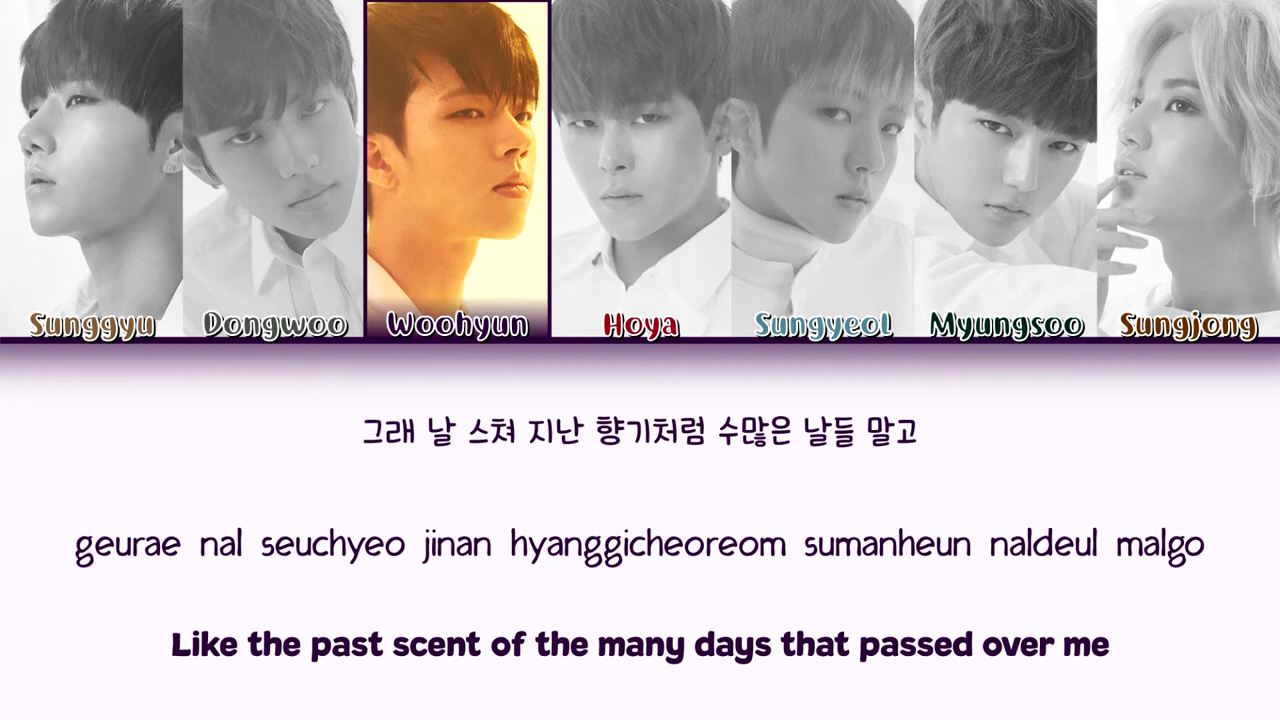 Sunggyu Dongwoo Woohyun Hoya Sungyeol Myungsoo Sungjong
그래 날 스쳐 지난 향기처럼 수많은 날들 말고
geurae nal seuchyeo jinan hyanggicheoreom sumanheun naldeul malgo
Like the past scent of the many days that passed over me